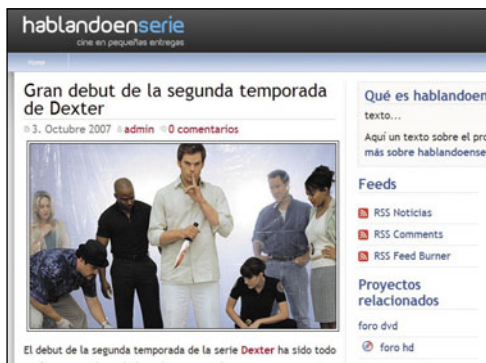 hablandoenserie
cine en pequeñas entregas
Home
Gran debut de la segunda temporada
de Dexter
3. Octubre 2007 admin 0 comentarios
El debut de la segunda temporada de la serie Dexter ha sido todo
Qué es hablandoen
texto...
Aquí un texto sobre el pro
más sobre hablandoense
Feeds
RSS Noticias
RSS Comments
RSS Feed Burner
Proyectos
relacionados
foro dvd
foro hd